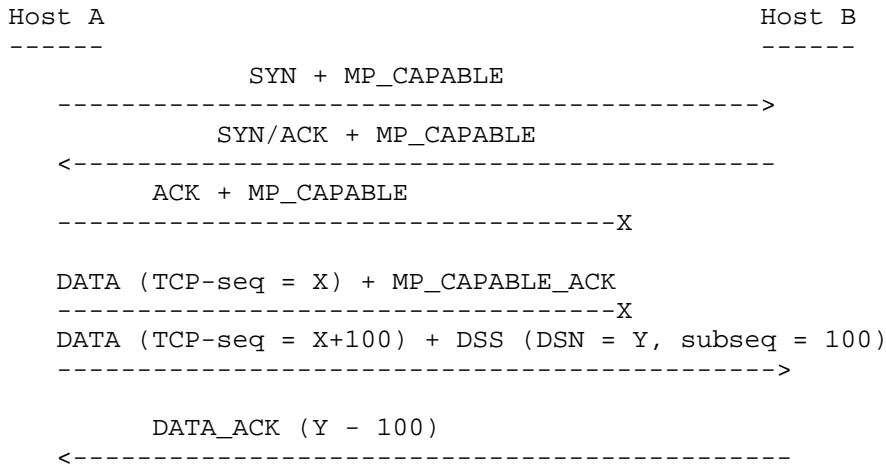 Host A                                          Host B
------                                          ------
               SYN + MP_CAPABLE
   -------------------------------------------->
             SYN/ACK + MP_CAPABLE
   <--------------------------------------------
         ACK + MP_CAPABLE
   -----------------------------------X
   DATA (TCP-seq = X) + MP_CAPABLE_ACK
   -----------------------------------X
   DATA (TCP-seq = X+100) + DSS (DSN = Y, subseq = 100)
   --------------------------------------------->
         DATA_ACK (Y - 100)
   <---------------------------------------------